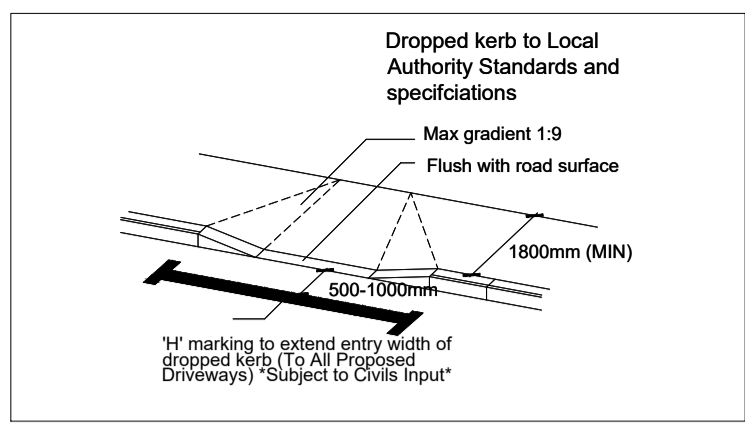 Dropped kerb to Local
Authority Standards and
specifciations
Max gradient 1:9
Flush with road surface
1800mm (MIN)
500-1000mm
'H' marking to extend entry width of
dropped kerb (To All Proposed
Driveways) *Subject to Civils Input*